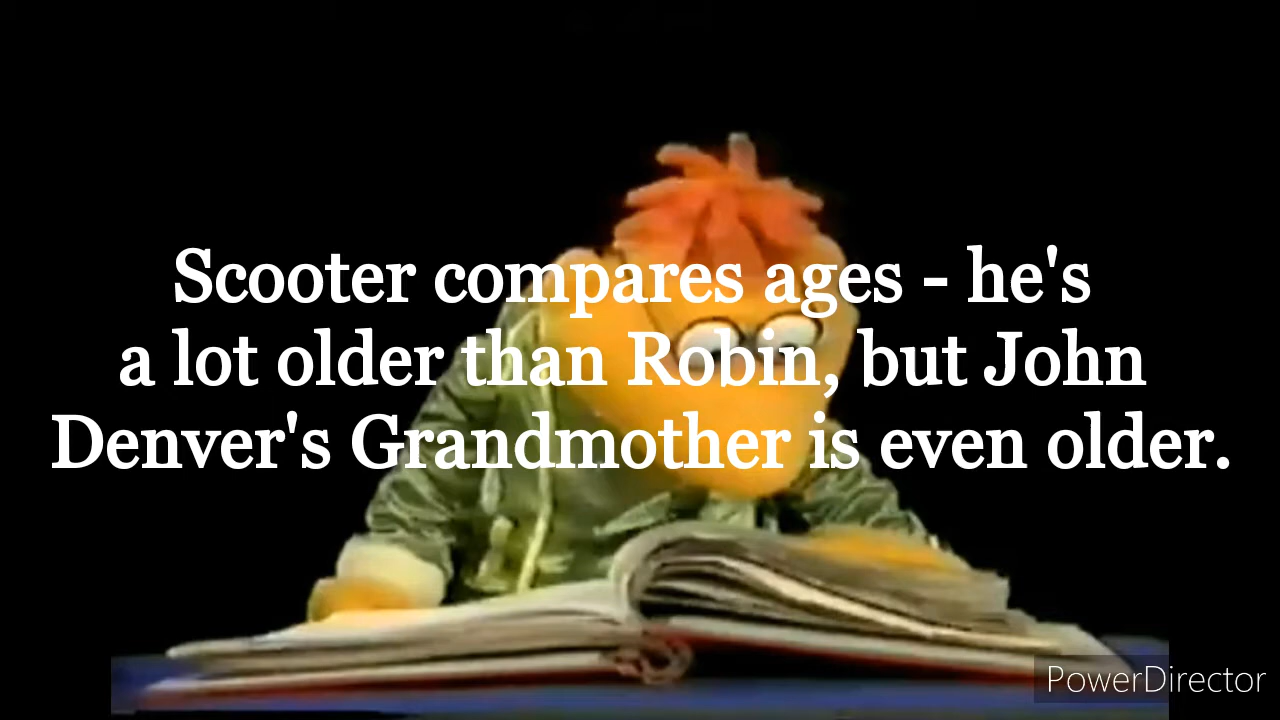 Scooter compares ages - he's
a lot older than Robin, but John
Denver's Grandmother is even older.
PowerDirector